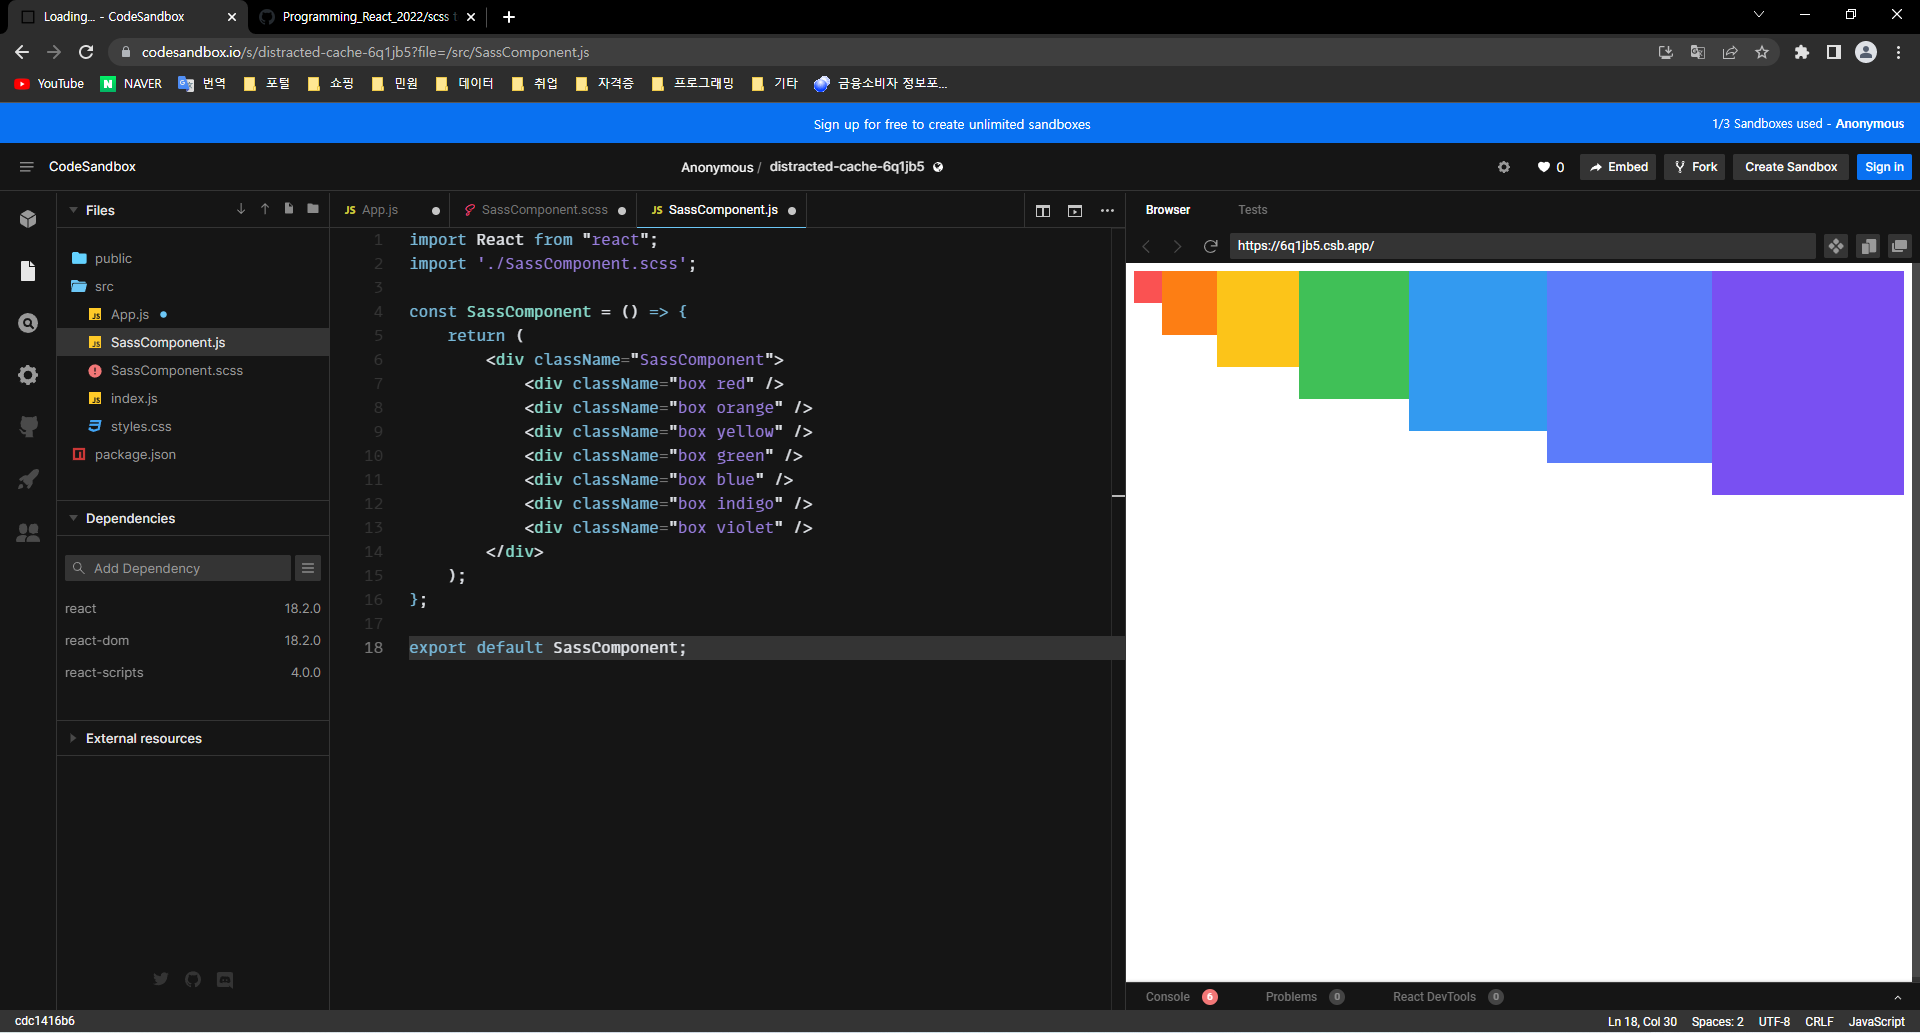 Loading... - CodeSandbox
Programming_React_2022/scss t
codesandbox.io/s/distracted-cache-6q1jb5?file=/src/SassComponent.js
YouTube NAVER 번역 포털 쇼핑 민원 데이터 취업 자격증 프로그래밍 기타 금융소비자 정보포...
Sign up for free to create unlimited sandboxes
1/3 Sandboxes used - Anonymous
CodeSandbox
Anonymous / distracted-cache-6q1jb5
0 Embed Fork Create Sandbox Sign in
Files
public
src
App.js
SassComponent.js
SassComponent.scss
index.js
styles.css
package.json
Dependencies
Add Dependency
react 18.2.0
react-dom 18.2.0
react-scripts 4.0.0
External resources
App.js SassComponent.scss SassComponent.js
1 import React from "react";
2 import './SassComponent.scss';
3
4 const SassComponent = () => {
5 return (
6 <div className="SassComponent">
7 <div className="box red" />
8 <div className="box orange" />
9 <div className="box yellow" />
10 <div className="box green" />
11 <div className="box blue" />
12 <div className="box indigo" />
13 <div className="box violet" />
14 </div>
15 );
16 };
17
18 export default SassComponent;
Browser Tests
https://6q1jb5.csb.app/
Console 6 Problems 0 React DevTools 0
cdc1416b6
Ln 18, Col 30 Spaces: 2 UTF-8 CRLF JavaScript